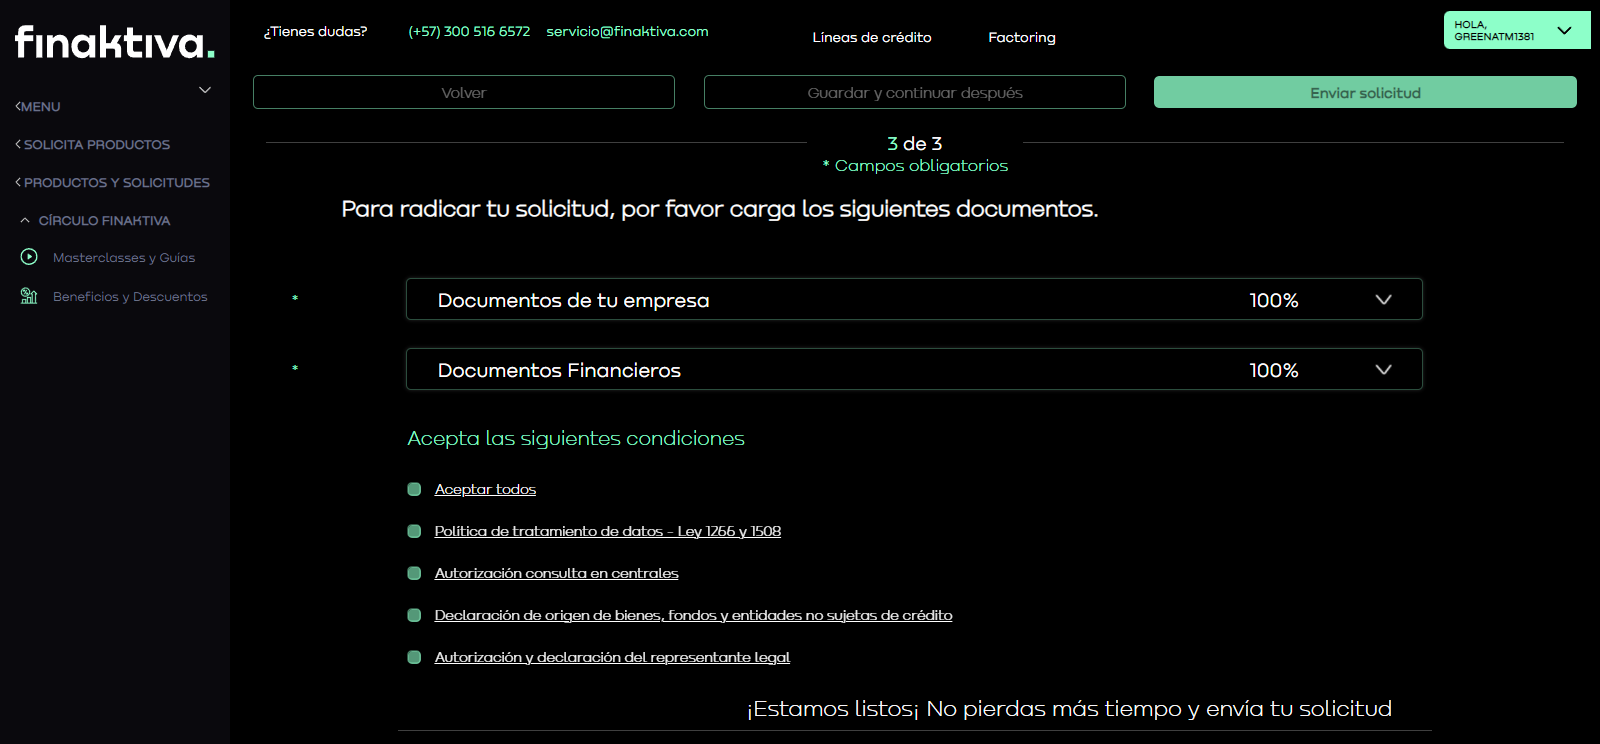 finaktiva.
MENU
SOLICITA PRODUCTOS
PRODUCTOS Y SOLICITUDES
CÍRCULO FINAKTIVA
Masterclasses y Guías
Beneficios y Descuentos
¿Tienes dudas? (+57) 300 516 6572 servicio@finaktiva.com Líneas de crédito Factoring
HOLA,
GREENATM1381
Volver Guardar y continuar después Enviar solicitud
3 de 3
* Campos obligatorios
Para radicar tu solicitud, por favor carga los siguientes documentos.
* Documentos de tu empresa 100%
* Documentos Financieros 100%
Acepta las siguientes condiciones
Aceptar todos
Política de tratamiento de datos - Ley 1266 y 1508
Autorización consulta en centrales
Declaración de origen de bienes, fondos y entidades no sujetas de crédito
Autorización y declaración del representante legal
¡Estamos listos¡ No pierdas más tiempo y envía tu solicitud